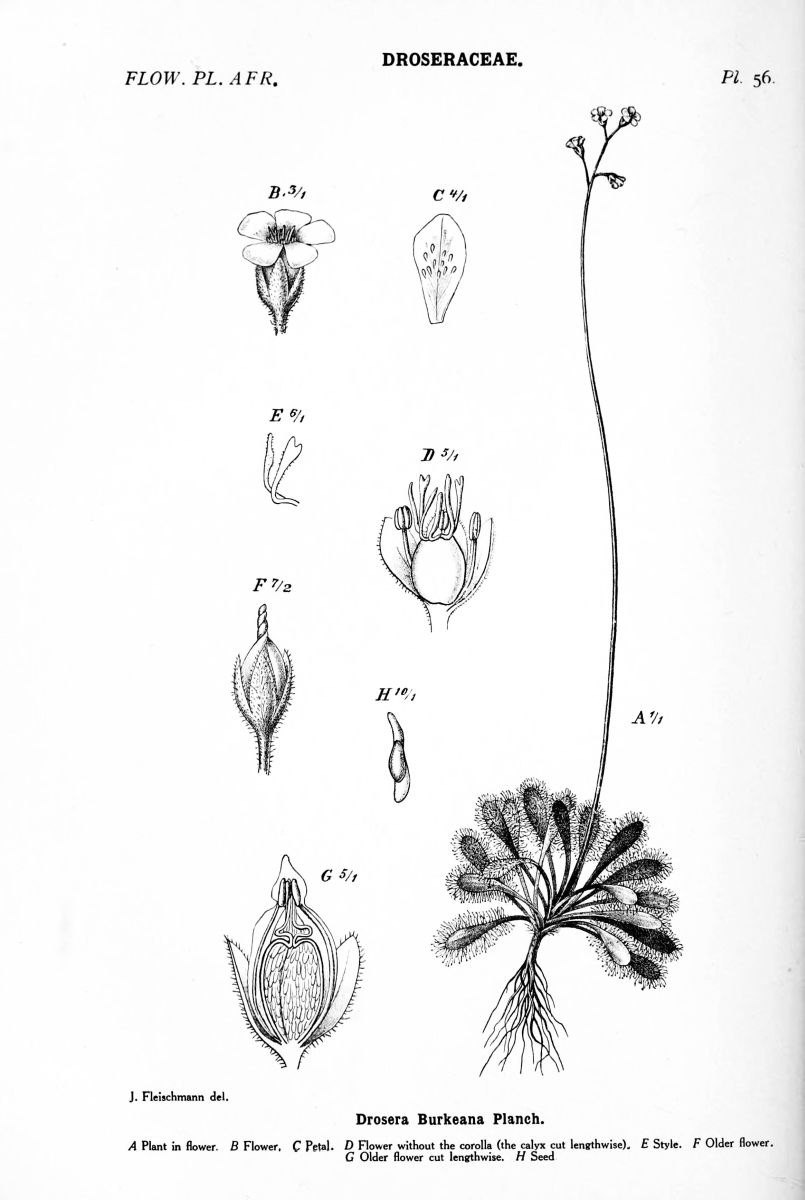 DROSERACEAE.
FLOW. PL. AFR.
Pl. 56.
B. 3/1
C 4/1
E 6/1
D 5/1
F 7/2
H 10/1
A 1/1
G 5/1
J. Fleischmann del.
Drosera Burkeana Planch.
A Plant in flower. B Flower. C Petal. D Flower without the corolla (the calyx cut lengthwise). E Style. F Older flower.
G Older flower cut lengthwise. H Seed